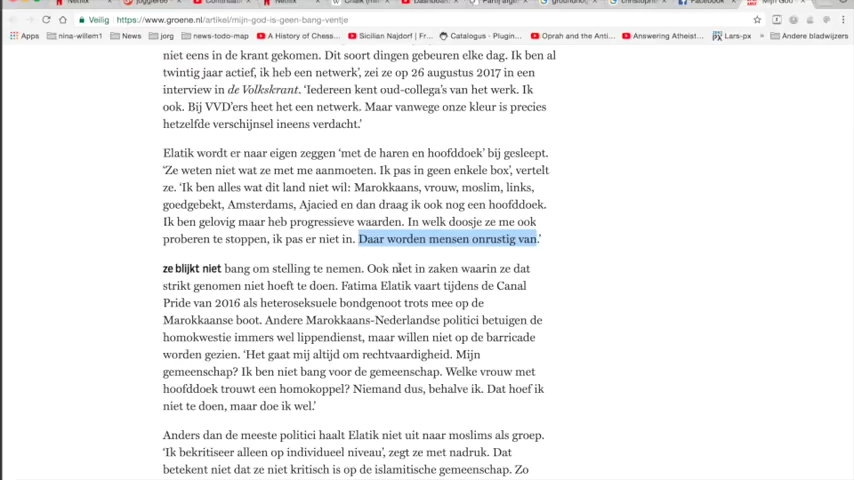 Veilig https://www.groene.nl/artikel/mijn-god-is-geen-bang-ventje
Apps nina-willem1 News jorg news-todo-map A History of Chess… Sicilian Najdorf | Fr… Catalogus - Plugin… Oprah and the Anti… Answering Atheist… Lars-px Andere bladwijzers
niet eens in de krant gekomen. Dit soort dingen gebeuren elke dag. Ik ben al
twintig jaar actief, ik heb een netwerk’, zei ze op 26 augustus 2017 in een
interview in de Volkskrant. ‘Iedereen kent oud-collega’s van het werk. Ik
ook. Bij VVD’ers heet het een netwerk. Maar vanwege onze kleur is precies
hetzelfde verschijnsel ineens verdacht.’
Elatik wordt er naar eigen zeggen ‘met de haren en hoofddoek’ bij gesleept.
‘Ze weten niet wat ze met me aanmoeten. Ik pas in geen enkele box’, vertelt
ze. ‘Ik ben alles wat dit land niet wil: Marokkaans, vrouw, moslim, links,
goedgebekt, Amsterdams, Ajacied en dan draag ik ook nog een hoofddoek.
Ik ben gelovig maar heb progressieve waarden. In welk doosje ze me ook
proberen te stoppen, ik pas er niet in. Daar worden mensen onrustig van.’
ze blijkt niet bang om stelling te nemen. Ook niet in zaken waarin ze dat
strikt genomen niet hoeft te doen. Fatima Elatik vaart tijdens de Canal
Pride van 2016 als heteroseksuele bondgenoot trots mee op de
Marokkaanse boot. Andere Marokkaans-Nederlandse politici betuigen de
homokwestie immers wel lippendienst, maar willen niet op de barricade
worden gezien. ‘Het gaat mij altijd om rechtvaardigheid. Mijn
gemeenschap? Ik ben niet bang voor de gemeenschap. Welke vrouw met
hoofddoek trouwt een homokoppel? Niemand dus, behalve ik. Dat hoef ik
niet te doen, maar doe ik wel.’
Anders dan de meeste politici haalt Elatik niet uit naar moslims als groep.
‘Ik bekritiseer alleen op individueel niveau’, zegt ze met nadruk. Dat
betekent niet dat ze niet kritisch is op de islamitische gemeenschap. Zo